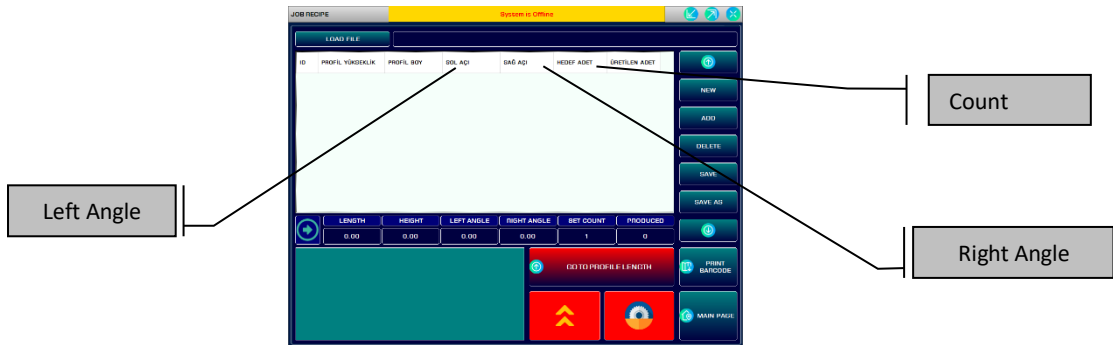 JOB RECIPE
System is Offline
LOAD FILE
ID PROFİL YÜKSEKLİK PROFİL BOY SOL AÇI SAĞ AÇI HEDEF ADET ÜRETİLEN ADET
NEW
ADD
DELETE
SAVE
SAVE AS
Count
Left Angle
Right Angle
LENGTH HEIGHT LEFT ANGLE RIGHT ANGLE BET COUNT PRODUCED
0.00 0.00 0.00 0.00 1 0
GO TO PROFILE LENGTH
PRINT
BARCODE
MAIN PAGE